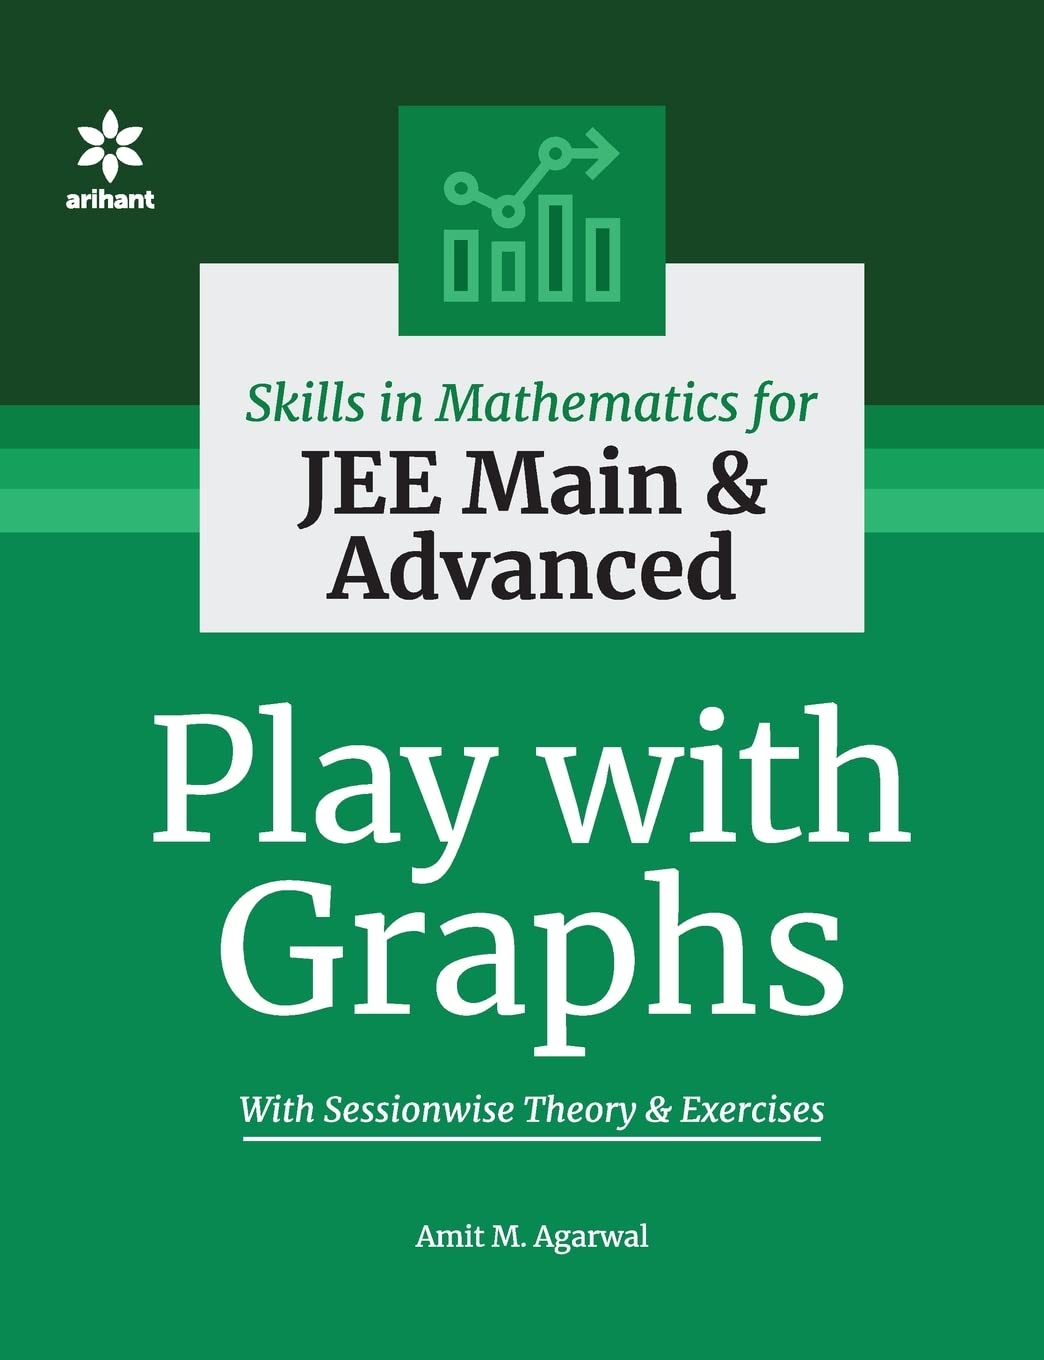 arihant
Skills in Mathematics for
JEE Main &
Advanced
Play with
Graphs
With Sessionwise Theory & Exercises
Amit M. Agarwal